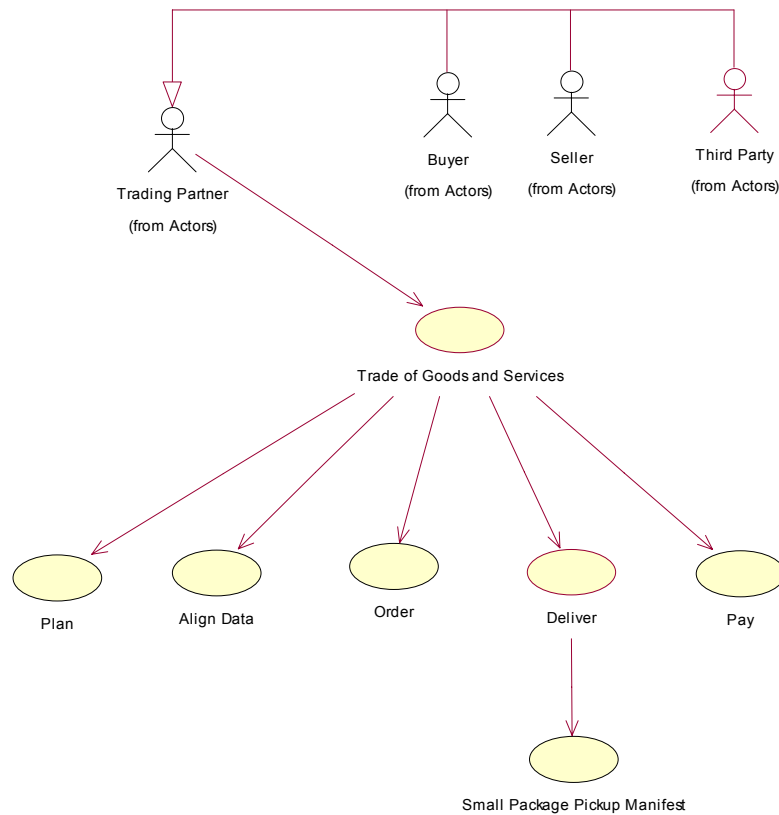 Buyer
Seller
Third Party
(from Actors)
(from Actors)
(from Actors)
Trading Partner
(from Actors)
Trade of Goods and Services
Plan
Align Data
Order
Deliver
Pay
Small Package Pickup Manifest